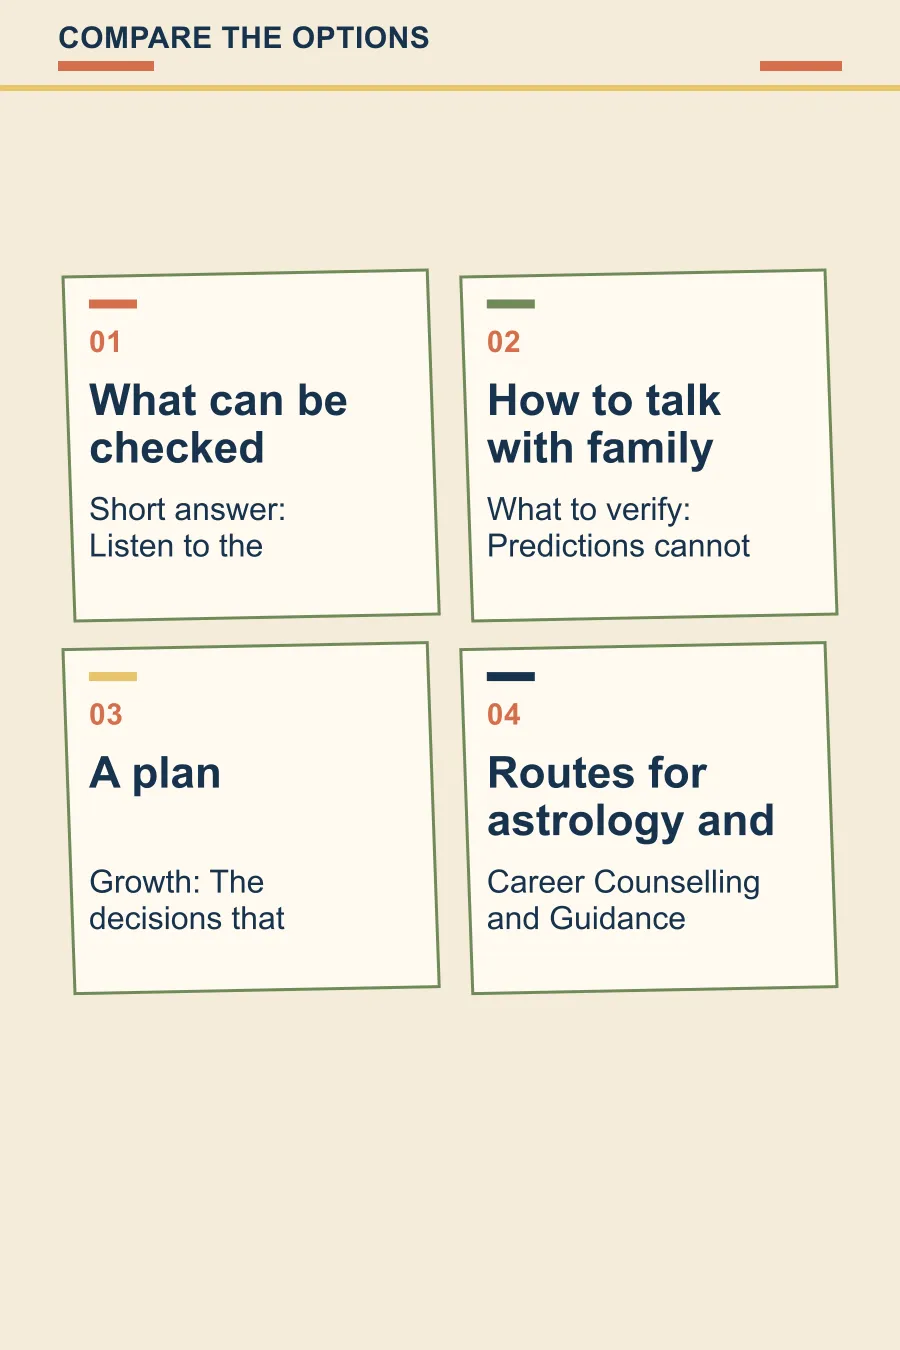 COMPARE THE OPTIONS
01
What can be
checked
Short answer:
Listen to the
02
How to talk
with family
What to verify:
Predictions cannot
03
A plan
Growth: The
decisions that
04
Routes for
astrology and
Career Counselling
and Guidance